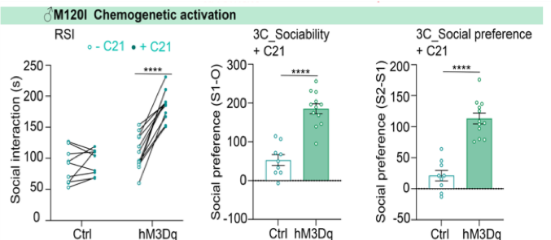 ♂M120I Chemogenetic activation
RSI
- C21 + C21
Social interaction (s)
250
200
150
100
50
0
****
Ctrl hM3Dq
3C_Sociability
+ C21
Social preference (S1-O)
300
200
100
0
-100
****
Ctrl hM3Dq
3C_Social preference
+ C21
Social preference (S2-S1)
200
150
100
50
0
-50
****
Ctrl hM3Dq